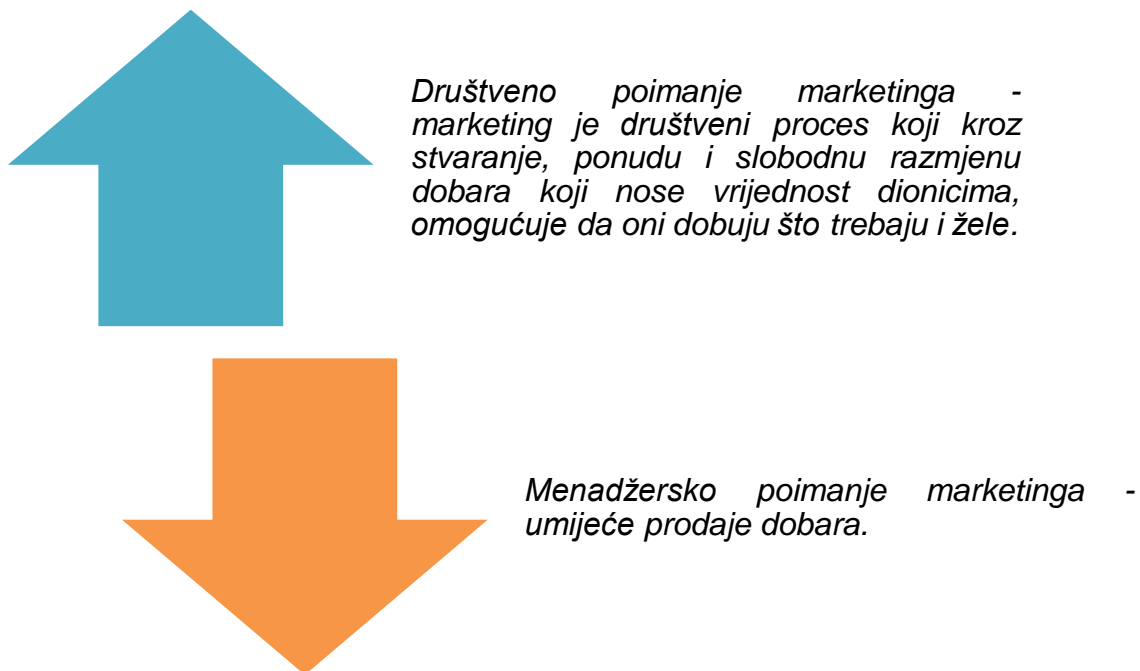 Društveno poimanje marketinga -
marketing je društveni proces koji kroz
stvaranje, ponudu i slobodnu razmjenu
dobara koji nose vrijednost dionicima,
omogućuje da oni dobuju što trebaju i žele.
Menadžersko poimanje marketinga -
umijeće prodaje dobara.